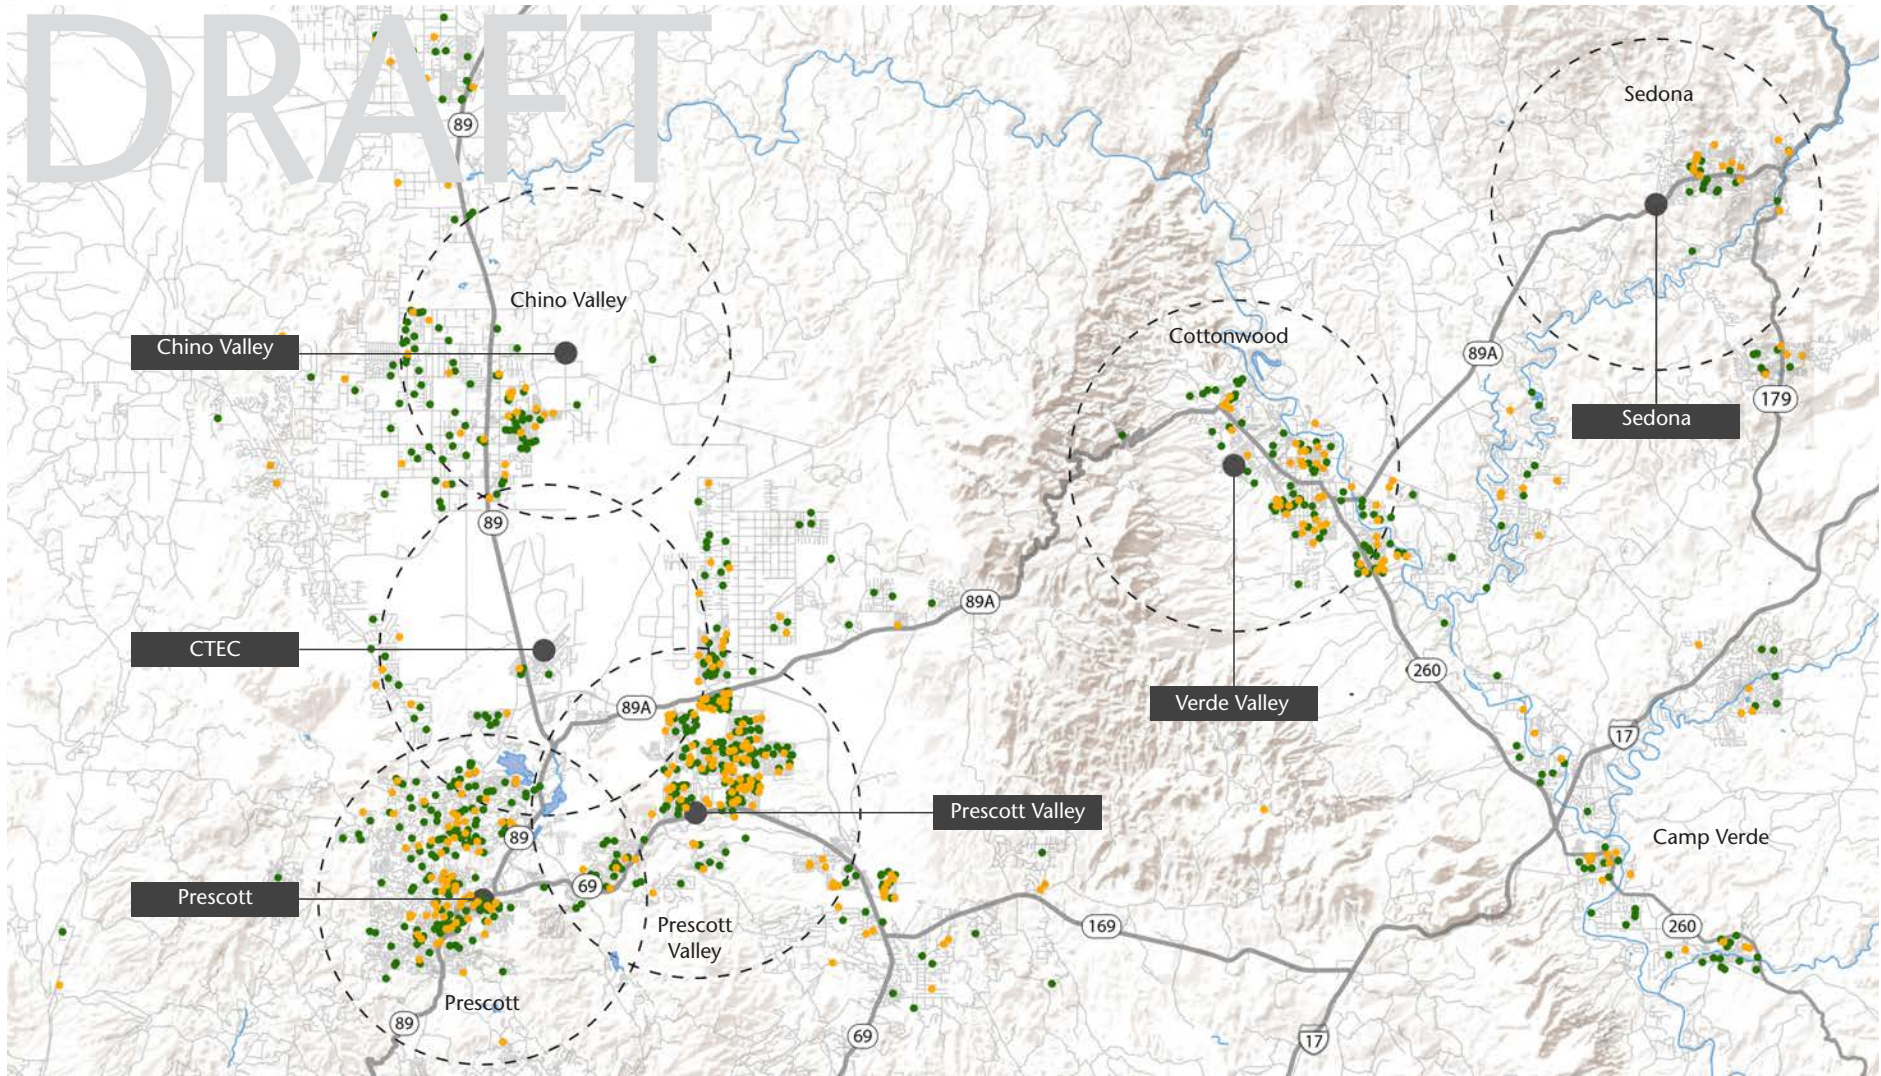 DRAFT
89
Sedona
Chino Valley
Chino Valley
Cottonwood
89A
179
Sedona
89
89A
CTEC
260
Verde Valley
89A
17
Prescott Valley
89
Camp Verde
69
Prescott
Prescott
Valley
169
260
Prescott
89
69
17